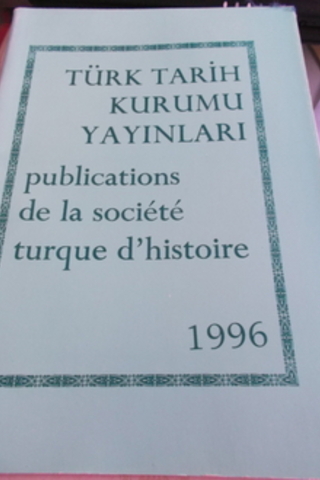 TÜRK TARİH
KURUMU
YAYINLARI
publications
de la société
turque d'histoire
1996